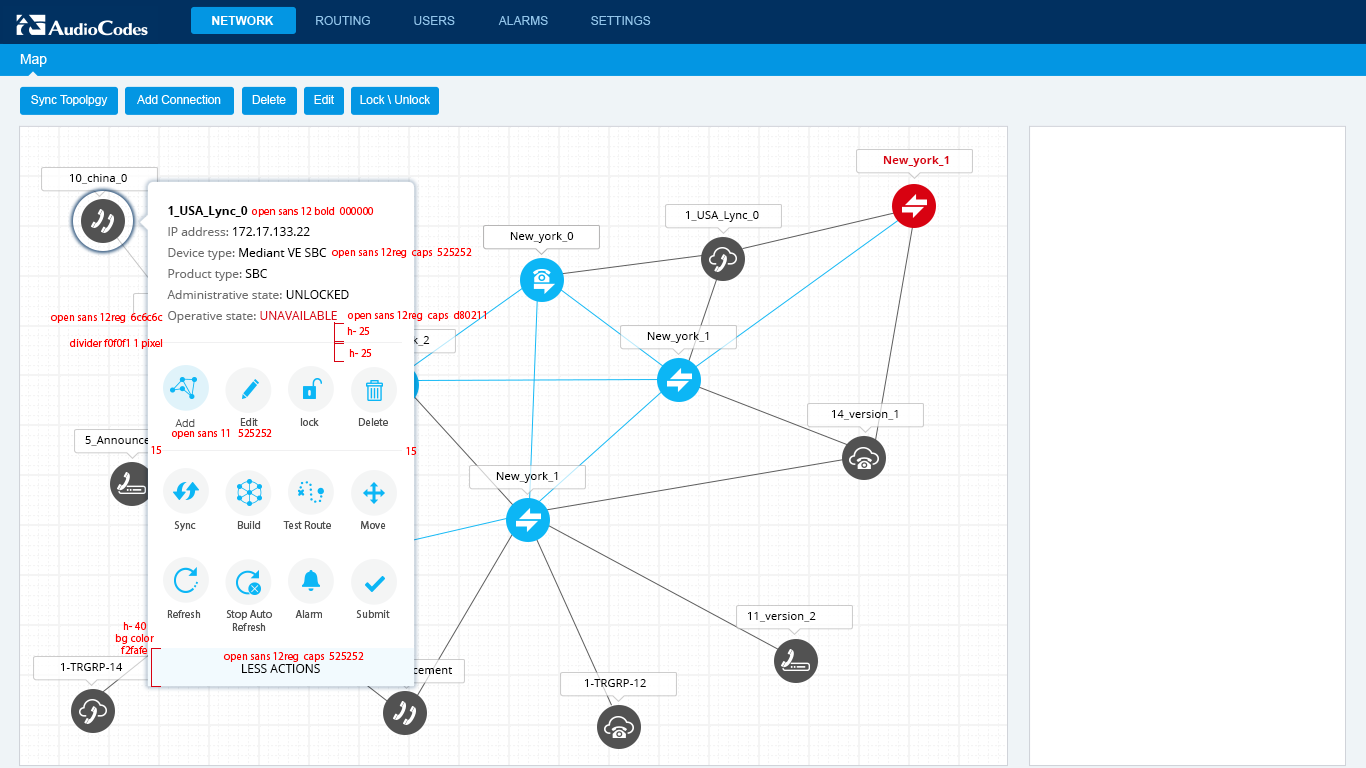 AudioCodes
NETWORK ROUTING USERS ALARMS SETTINGS
Map
Sync Topolpgy Add Connection Delete Edit Lock \ Unlock
10_china_0
New_york_1
1_USA_Lync_0
New_york_0
1_USA_Lync_0 open sans 12 bold 000000
IP address: 172.17.133.22
Device type: Mediant VE SBC open sans 12reg caps 525252
Product type: SBC
Administrative state: UNLOCKED
Operative state: UNAVAILABLE open sans 12reg caps d80211
open sans 12reg 6c6c6c
h- 25
divider f0f0f1 1 pixel
h- 25
_2
New_york_1
Add Edit lock Delete
open sans 11 525252
14_version_1
5_Announce
15 15
New_york_1
Sync Build Test Route Move
Refresh Stop Auto Refresh Alarm Submit
11_version_2
h- 40
bg color
f2fafe
open sans 12reg caps 525252
LESS ACTIONS
1-TRGRP-14
cement
1-TRGRP-12